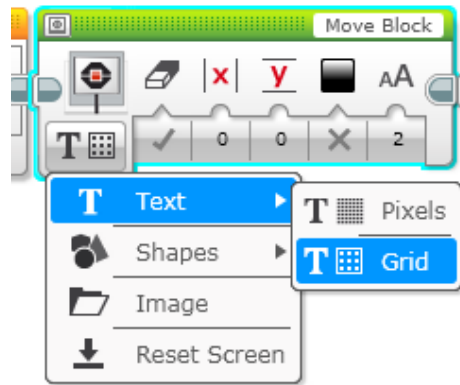 Move Block
x y AA
T 0 0 2
T Text T Pixels
Shapes T Grid
Image
Reset Screen